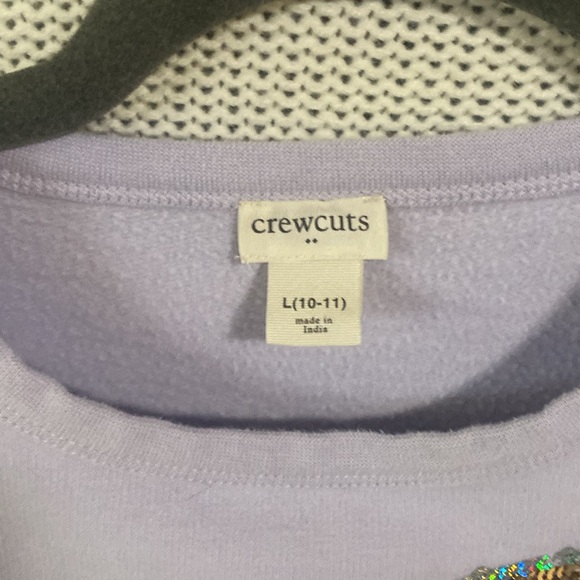 crewcuts
L(10-11)
made in
India